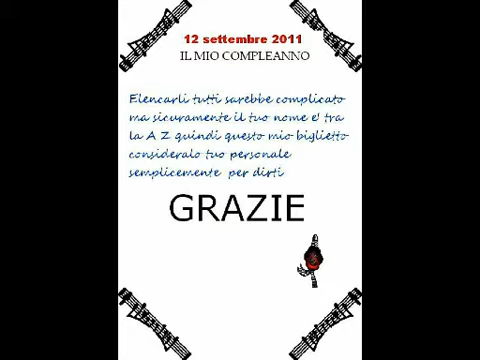 12 settembre 2011
IL MIO COMPLEANNO
Elencarli tutti sarebbe complicato
ma sicuramente il tuo nome e' tra
la A Z quindi questo mio biglietto
consideralo tuo personale
semplicemente per dirti
GRAZIE